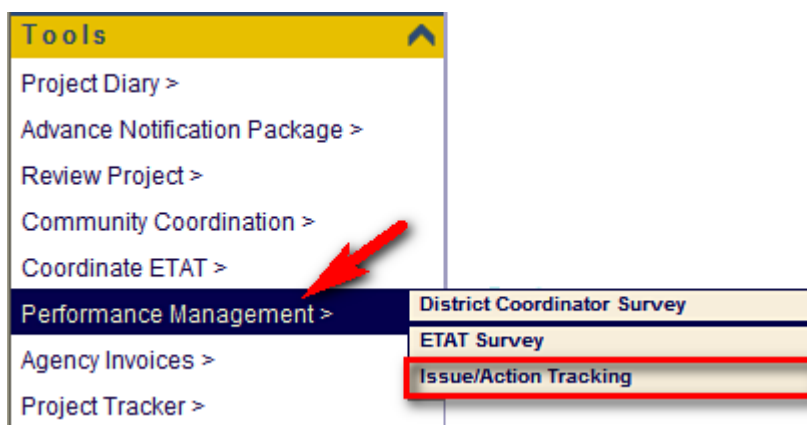 Tools
Project Diary >
Advance Notification Package >
Review Project >
Community Coordination >
Coordinate ETAT >
Performance Management >
District Coordinator Survey
ETAT Survey
Issue/Action Tracking
Agency Invoices >
Project Tracker >